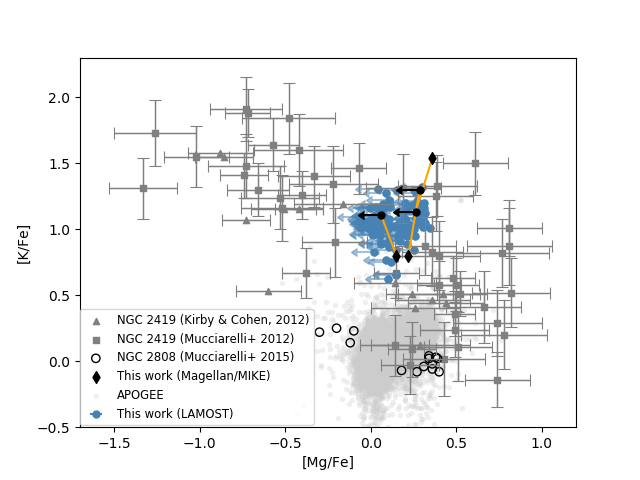 2.0
1.5
1.0
0.5
0.0
−0.5
[K/Fe]
NGC 2419 (Kirby & Cohen, 2012)
NGC 2419 (Mucciarelli+ 2012)
NGC 2808 (Mucciarelli+ 2015)
This work (Magellan/MIKE)
APOGEE
This work (LAMOST)
−1.5 −1.0 −0.5 0.0 0.5 1.0
[Mg/Fe]